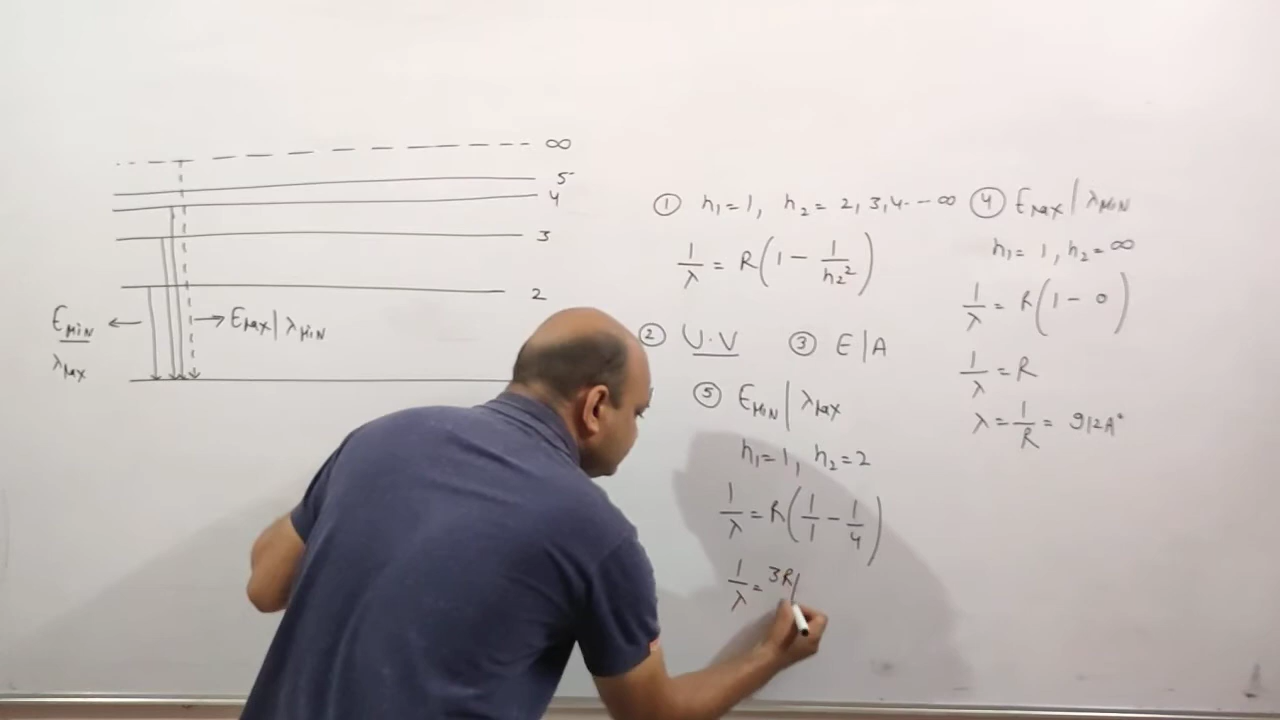 ∞
5
4
3
2
E_MIN
λ_Max
E_Max | λ_MIN
① n₁=1, n₂ = 2, 3, 4 - - ∞
1/λ = R(1 - 1/n₂²)
② U.V
③ E|A
⑤ E_MIN | λ_Max
n₁=1, n₂=2
1/λ = R(1/1 - 1/4)
1/λ = 3R/
④ E_Max | λ_MIN
n₁= 1, n₂=∞
1/λ = R(1 - 0)
1/λ = R
λ = 1/R = 912A°